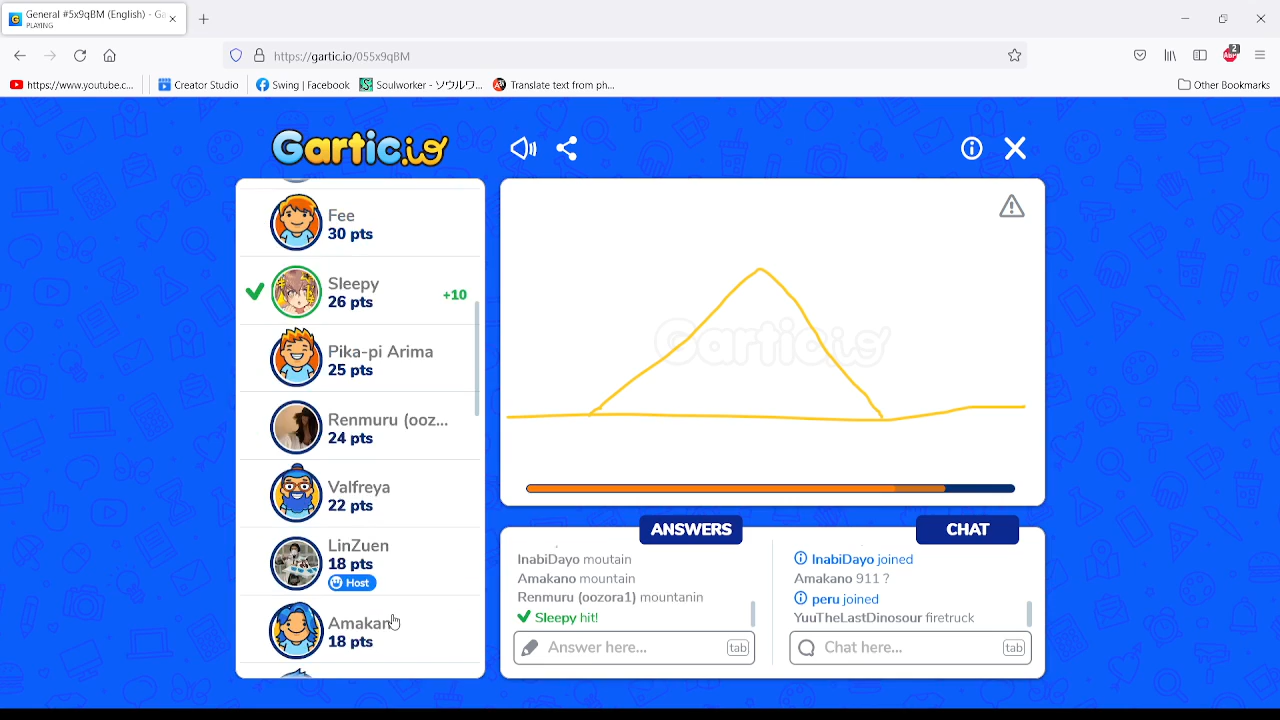 General #5x9qBM (English) - Ga
PLAYING
https://gartic.io/055x9qBM
2
https://www.youtube.c...
Creator Studio
Swing | Facebook
Soulworker - ソウルワ...
Translate text from ph...
Other Bookmarks
Gartic.io
Fee
30 pts
Sleepy
26 pts
+10
Pika-pi Arima
25 pts
Renmuru (ooz...
24 pts
Valfreya
22 pts
LinZuen
18 pts
Host
Amakan
18 pts
Gartic.io
ANSWERS
InabiDayo moutain
Amakano mountain
Renmuru (oozora1) mountanin
Sleepy hit!
Answer here...
tab
CHAT
InabiDayo joined
Amakano 911 ?
peru joined
YuuTheLastDinosour firetruck
Chat here...
tab